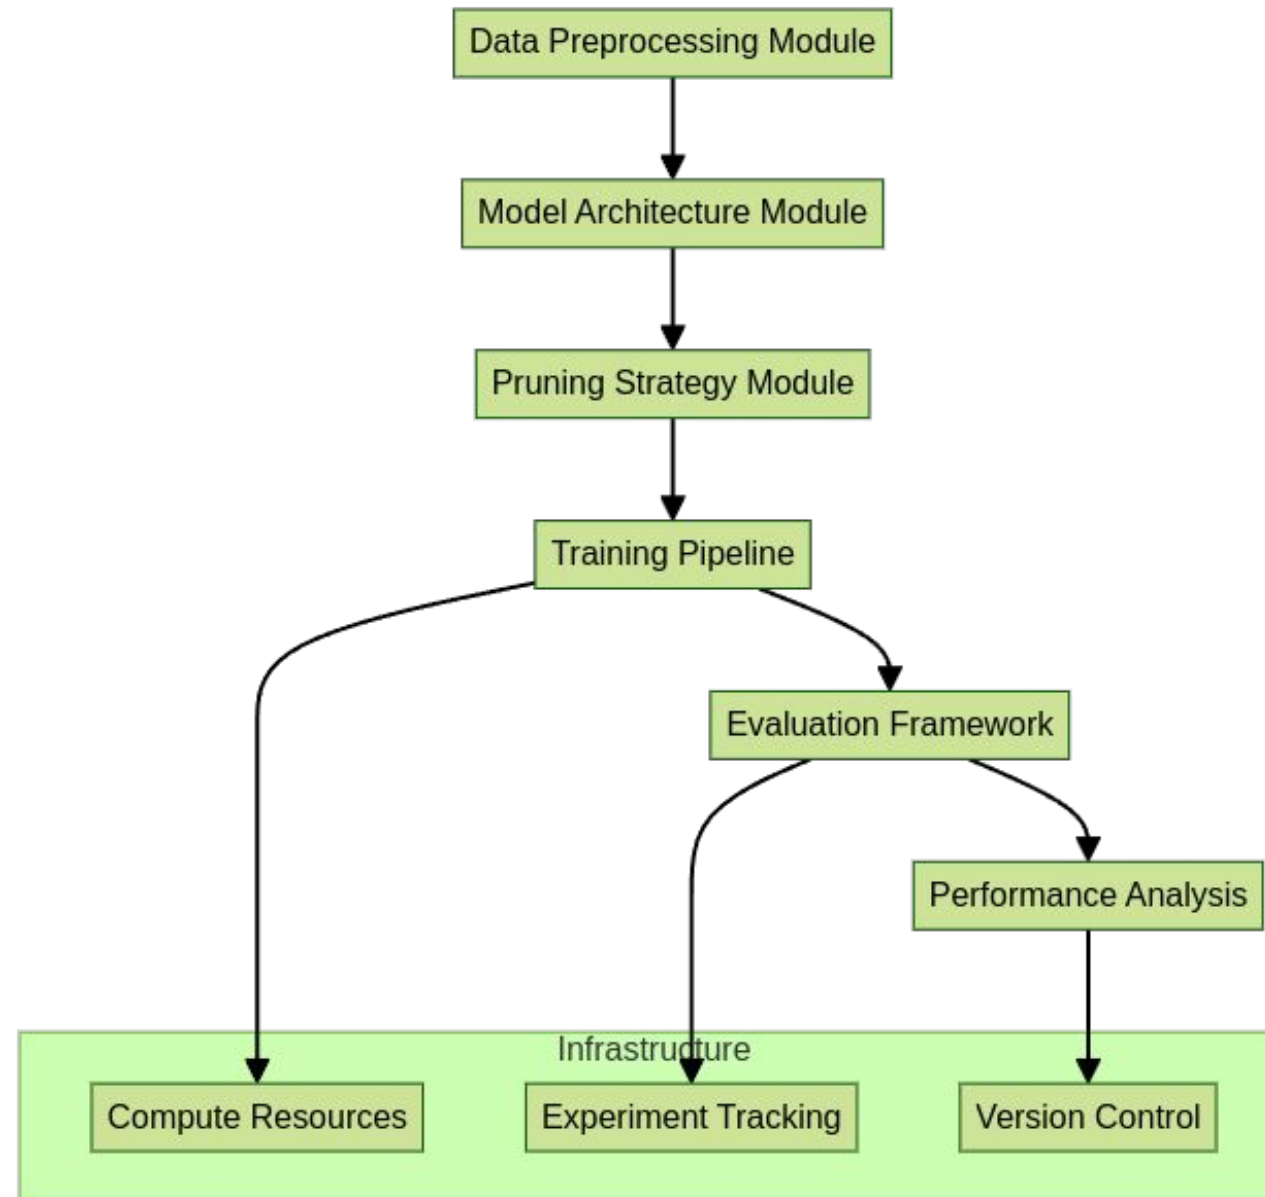 Data Preprocessing Module
Model Architecture Module
Pruning Strategy Module
Training Pipeline
Evaluation Framework
Performance Analysis
Infrastructure
Compute Resources
Experiment Tracking
Version Control